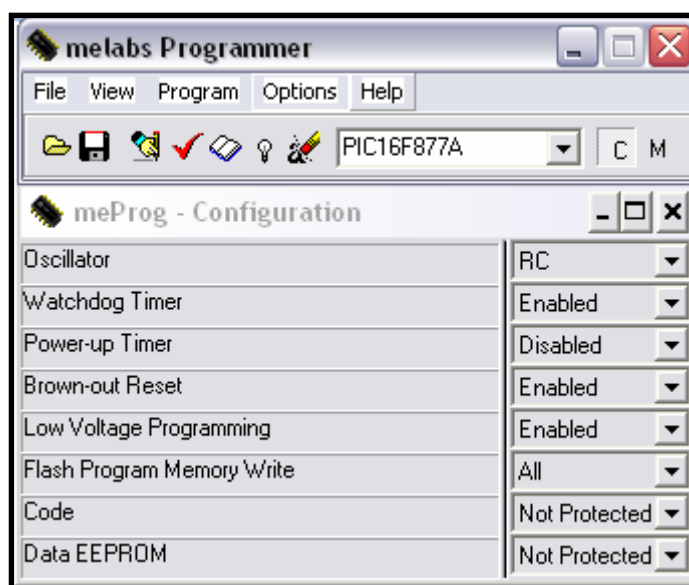 melabs Programmer
File View Program Options Help
PIC16F877A C M
meProg - Configuration
Oscillator RC
Watchdog Timer Enabled
Power-up Timer Disabled
Brown-out Reset Enabled
Low Voltage Programming Enabled
Flash Program Memory Write All
Code Not Protected
Data EEPROM Not Protected